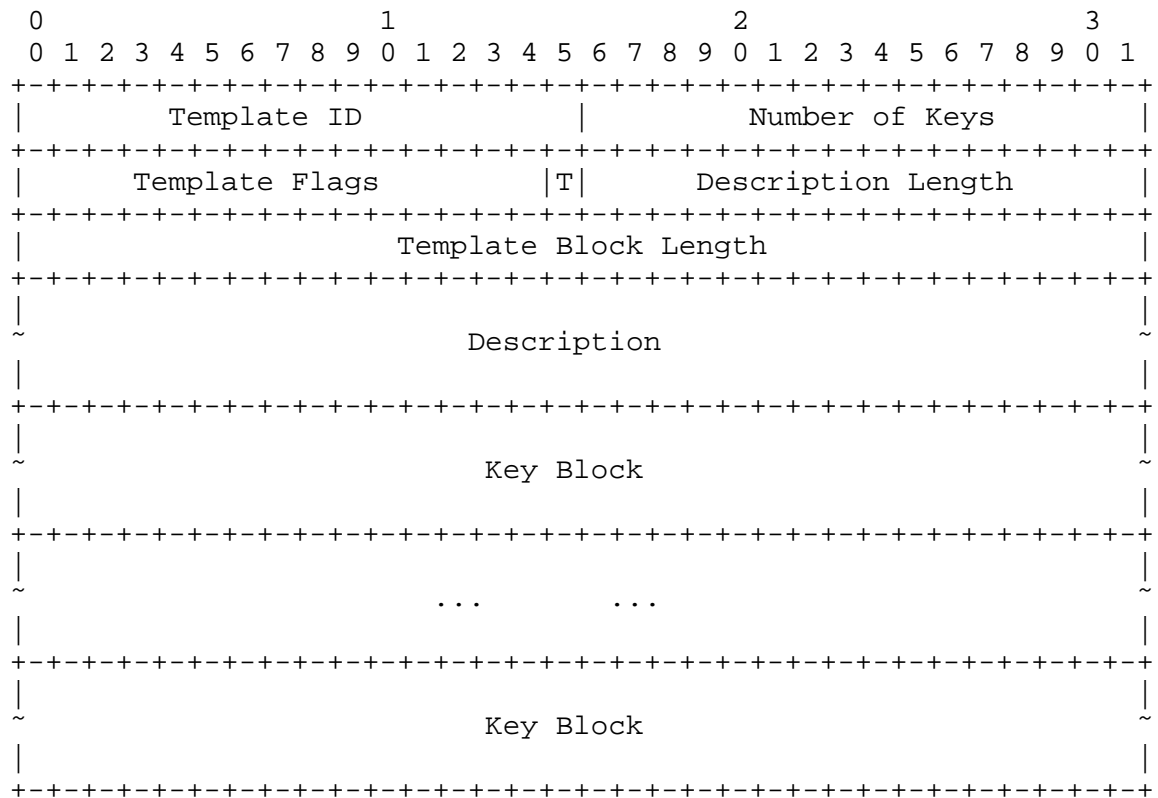 0                   1                   2                   3
 0 1 2 3 4 5 6 7 8 9 0 1 2 3 4 5 6 7 8 9 0 1 2 3 4 5 6 7 8 9 0 1
+-+-+-+-+-+-+-+-+-+-+-+-+-+-+-+-+-+-+-+-+-+-+-+-+-+-+-+-+-+-+-+-+
|        Template ID            |         Number of Keys        |
+-+-+-+-+-+-+-+-+-+-+-+-+-+-+-+-+-+-+-+-+-+-+-+-+-+-+-+-+-+-+-+-+
|      Template Flags         |T|      Description Length       |
+-+-+-+-+-+-+-+-+-+-+-+-+-+-+-+-+-+-+-+-+-+-+-+-+-+-+-+-+-+-+-+-+
|                     Template Block Length                     |
+-+-+-+-+-+-+-+-+-+-+-+-+-+-+-+-+-+-+-+-+-+-+-+-+-+-+-+-+-+-+-+-+
|                                                               |
~                         Description                           ~
|                                                               |
+-+-+-+-+-+-+-+-+-+-+-+-+-+-+-+-+-+-+-+-+-+-+-+-+-+-+-+-+-+-+-+-+
|                                                               |
~                          Key Block                            ~
|                                                               |
+-+-+-+-+-+-+-+-+-+-+-+-+-+-+-+-+-+-+-+-+-+-+-+-+-+-+-+-+-+-+-+-+
|                                                               |
~                       ...       ...                           ~
|                                                               |
+-+-+-+-+-+-+-+-+-+-+-+-+-+-+-+-+-+-+-+-+-+-+-+-+-+-+-+-+-+-+-+-+
|                                                               |
~                          Key Block                            ~
|                                                               |
+-+-+-+-+-+-+-+-+-+-+-+-+-+-+-+-+-+-+-+-+-+-+-+-+-+-+-+-+-+-+-+-+